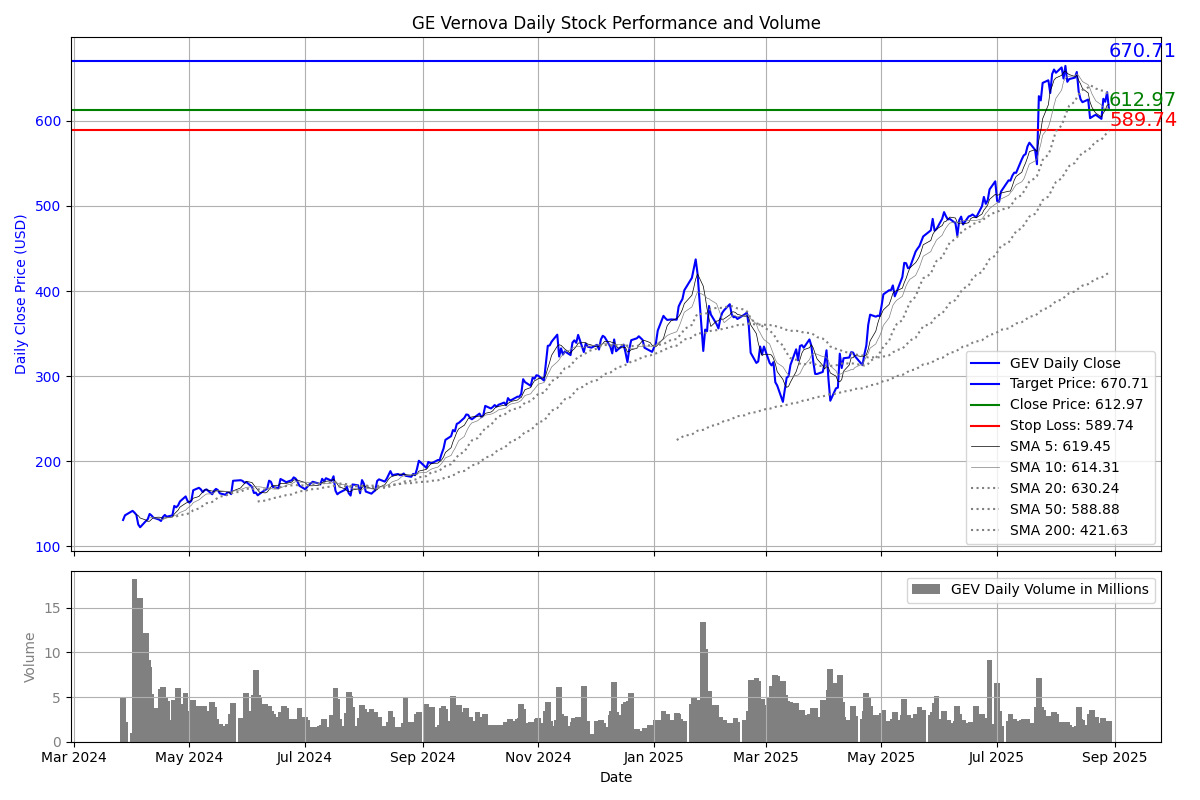 GE Vernova Daily Stock Performance and Volume
670.71
612.97
589.74
600
500
400
300
200
100
Daily Close Price (USD)
GEV Daily Close
Target Price: 670.71
Close Price: 612.97
Stop Loss: 589.74
SMA 5: 619.45
SMA 10: 614.31
SMA 20: 630.24
SMA 50: 588.88
SMA 200: 421.63
GEV Daily Volume in Millions
15
10
5
0
Volume
Mar 2024 May 2024 Jul 2024 Sep 2024 Nov 2024 Jan 2025 Mar 2025 May 2025 Jul 2025 Sep 2025
Date